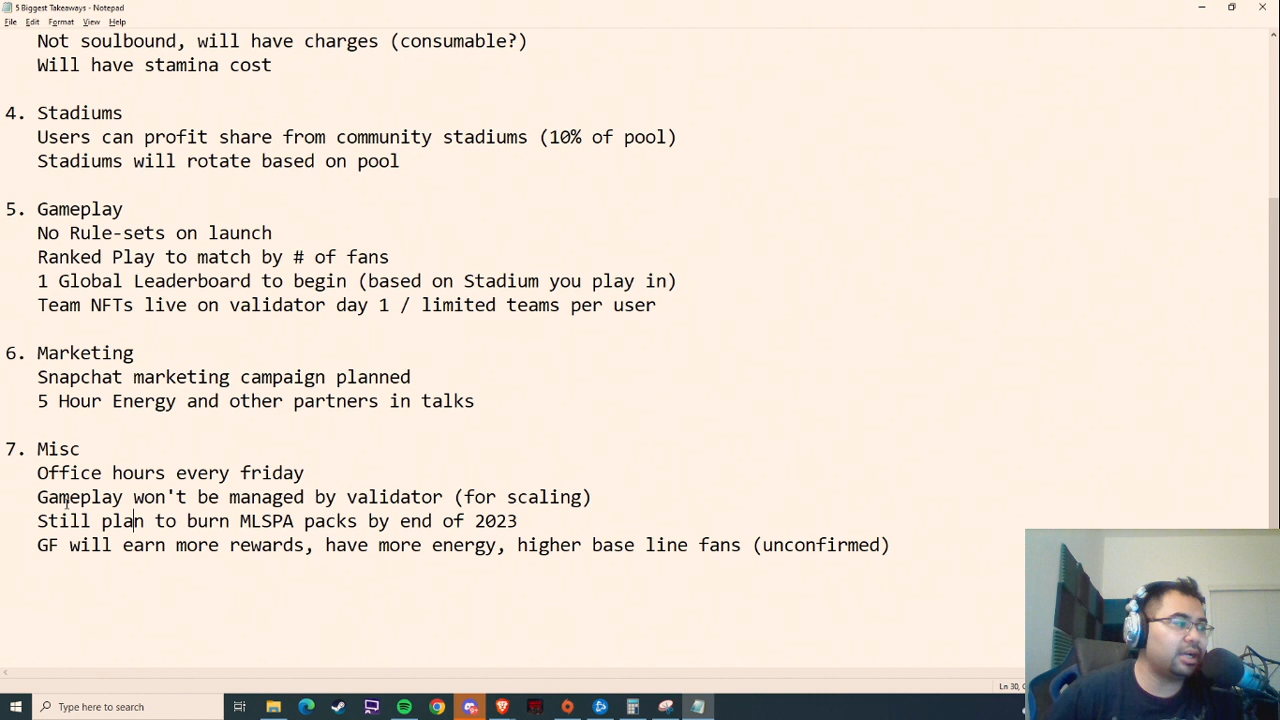 5 Biggest Takeaways - Notepad
File Edit Format View Help
Not soulbound, will have charges (consumable?)
Will have stamina cost
4. Stadiums
Users can profit share from community stadiums (10% of pool)
Stadiums will rotate based on pool
5. Gameplay
No Rule-sets on launch
Ranked Play to match by # of fans
1 Global Leaderboard to begin (based on Stadium you play in)
Team NFTs live on validator day 1 / limited teams per user
6. Marketing
Snapchat marketing campaign planned
5 Hour Energy and other partners in talks
7. Misc
Office hours every friday
Gameplay won't be managed by validator (for scaling)
Still plan to burn MLSPA packs by end of 2023
GF will earn more rewards, have more energy, higher base line fans (unconfirmed)
Ln 30,
Type here to search